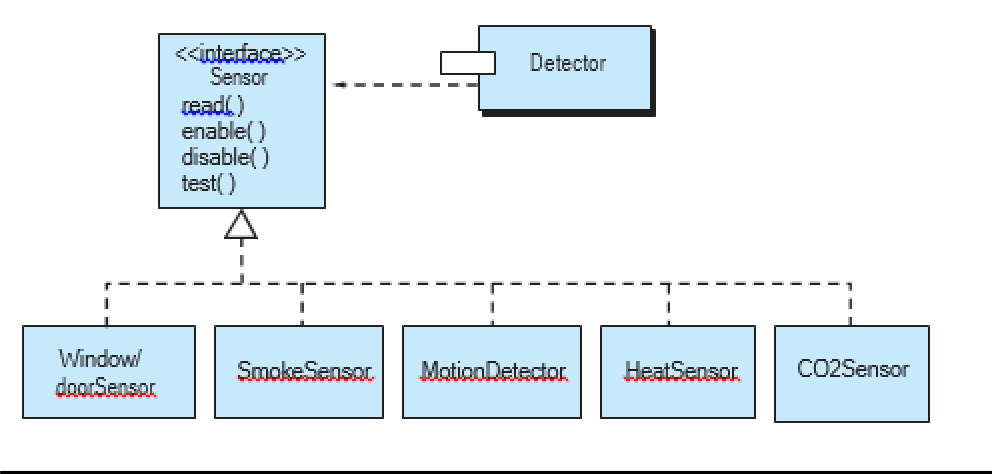 <<interface>>
Sensor
read( )
enable( )
disable( )
test( )
Detector
Window/
doorSensor
SmokeSensor
MotionDetector
HeatSensor
CO2Sensor